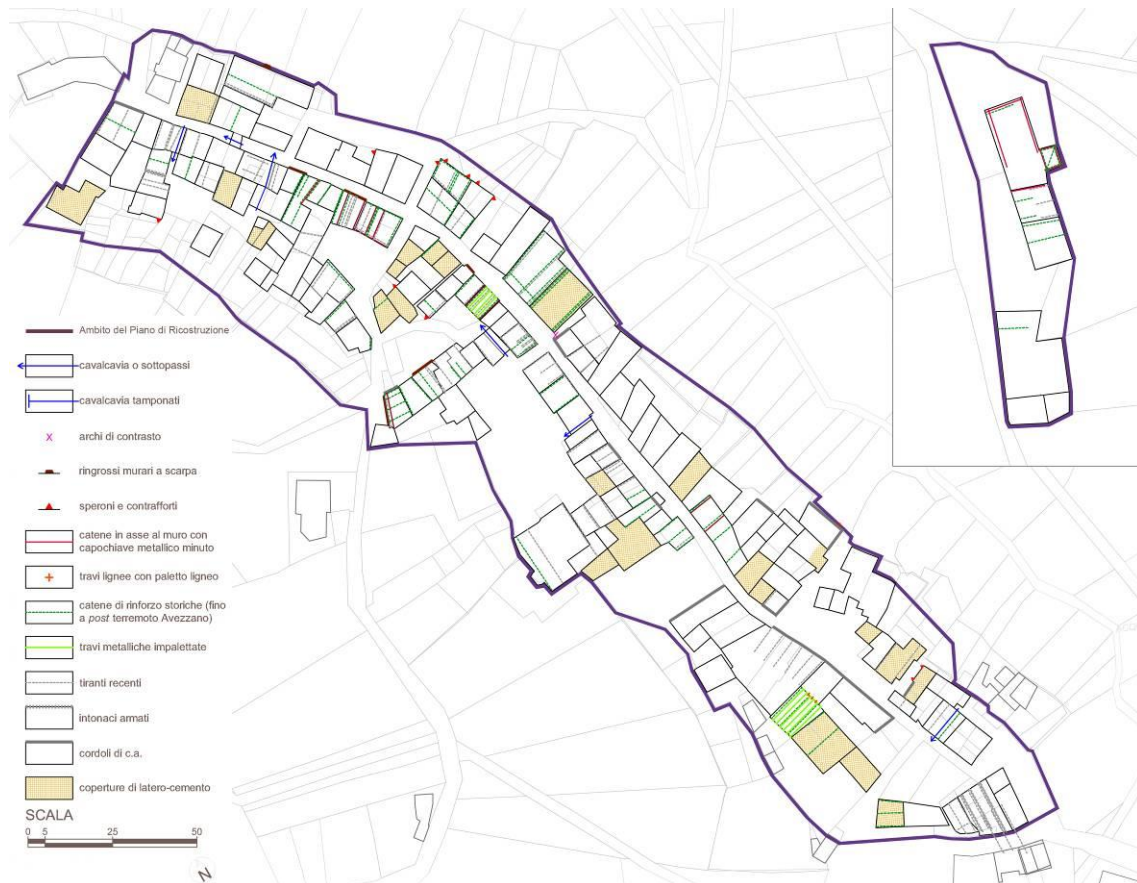 Ambito del Piano di Ricostruzione
cavalcavia o sottopassi
cavalcavia tamponati
x archi di contrasto
ringrossi murari a scarpa
speroni e contrafforti
catene in asse al muro con
capochiave metallico minuto
travi lignee con paletto ligneo
catene di rinforzo storiche (fino
a post terremoto Avezzano)
travi metalliche impalettate
tiranti recenti
intonaci armati
cordoli di c.a.
coperture di latero-cemento
SCALA
0 5 25 50
N